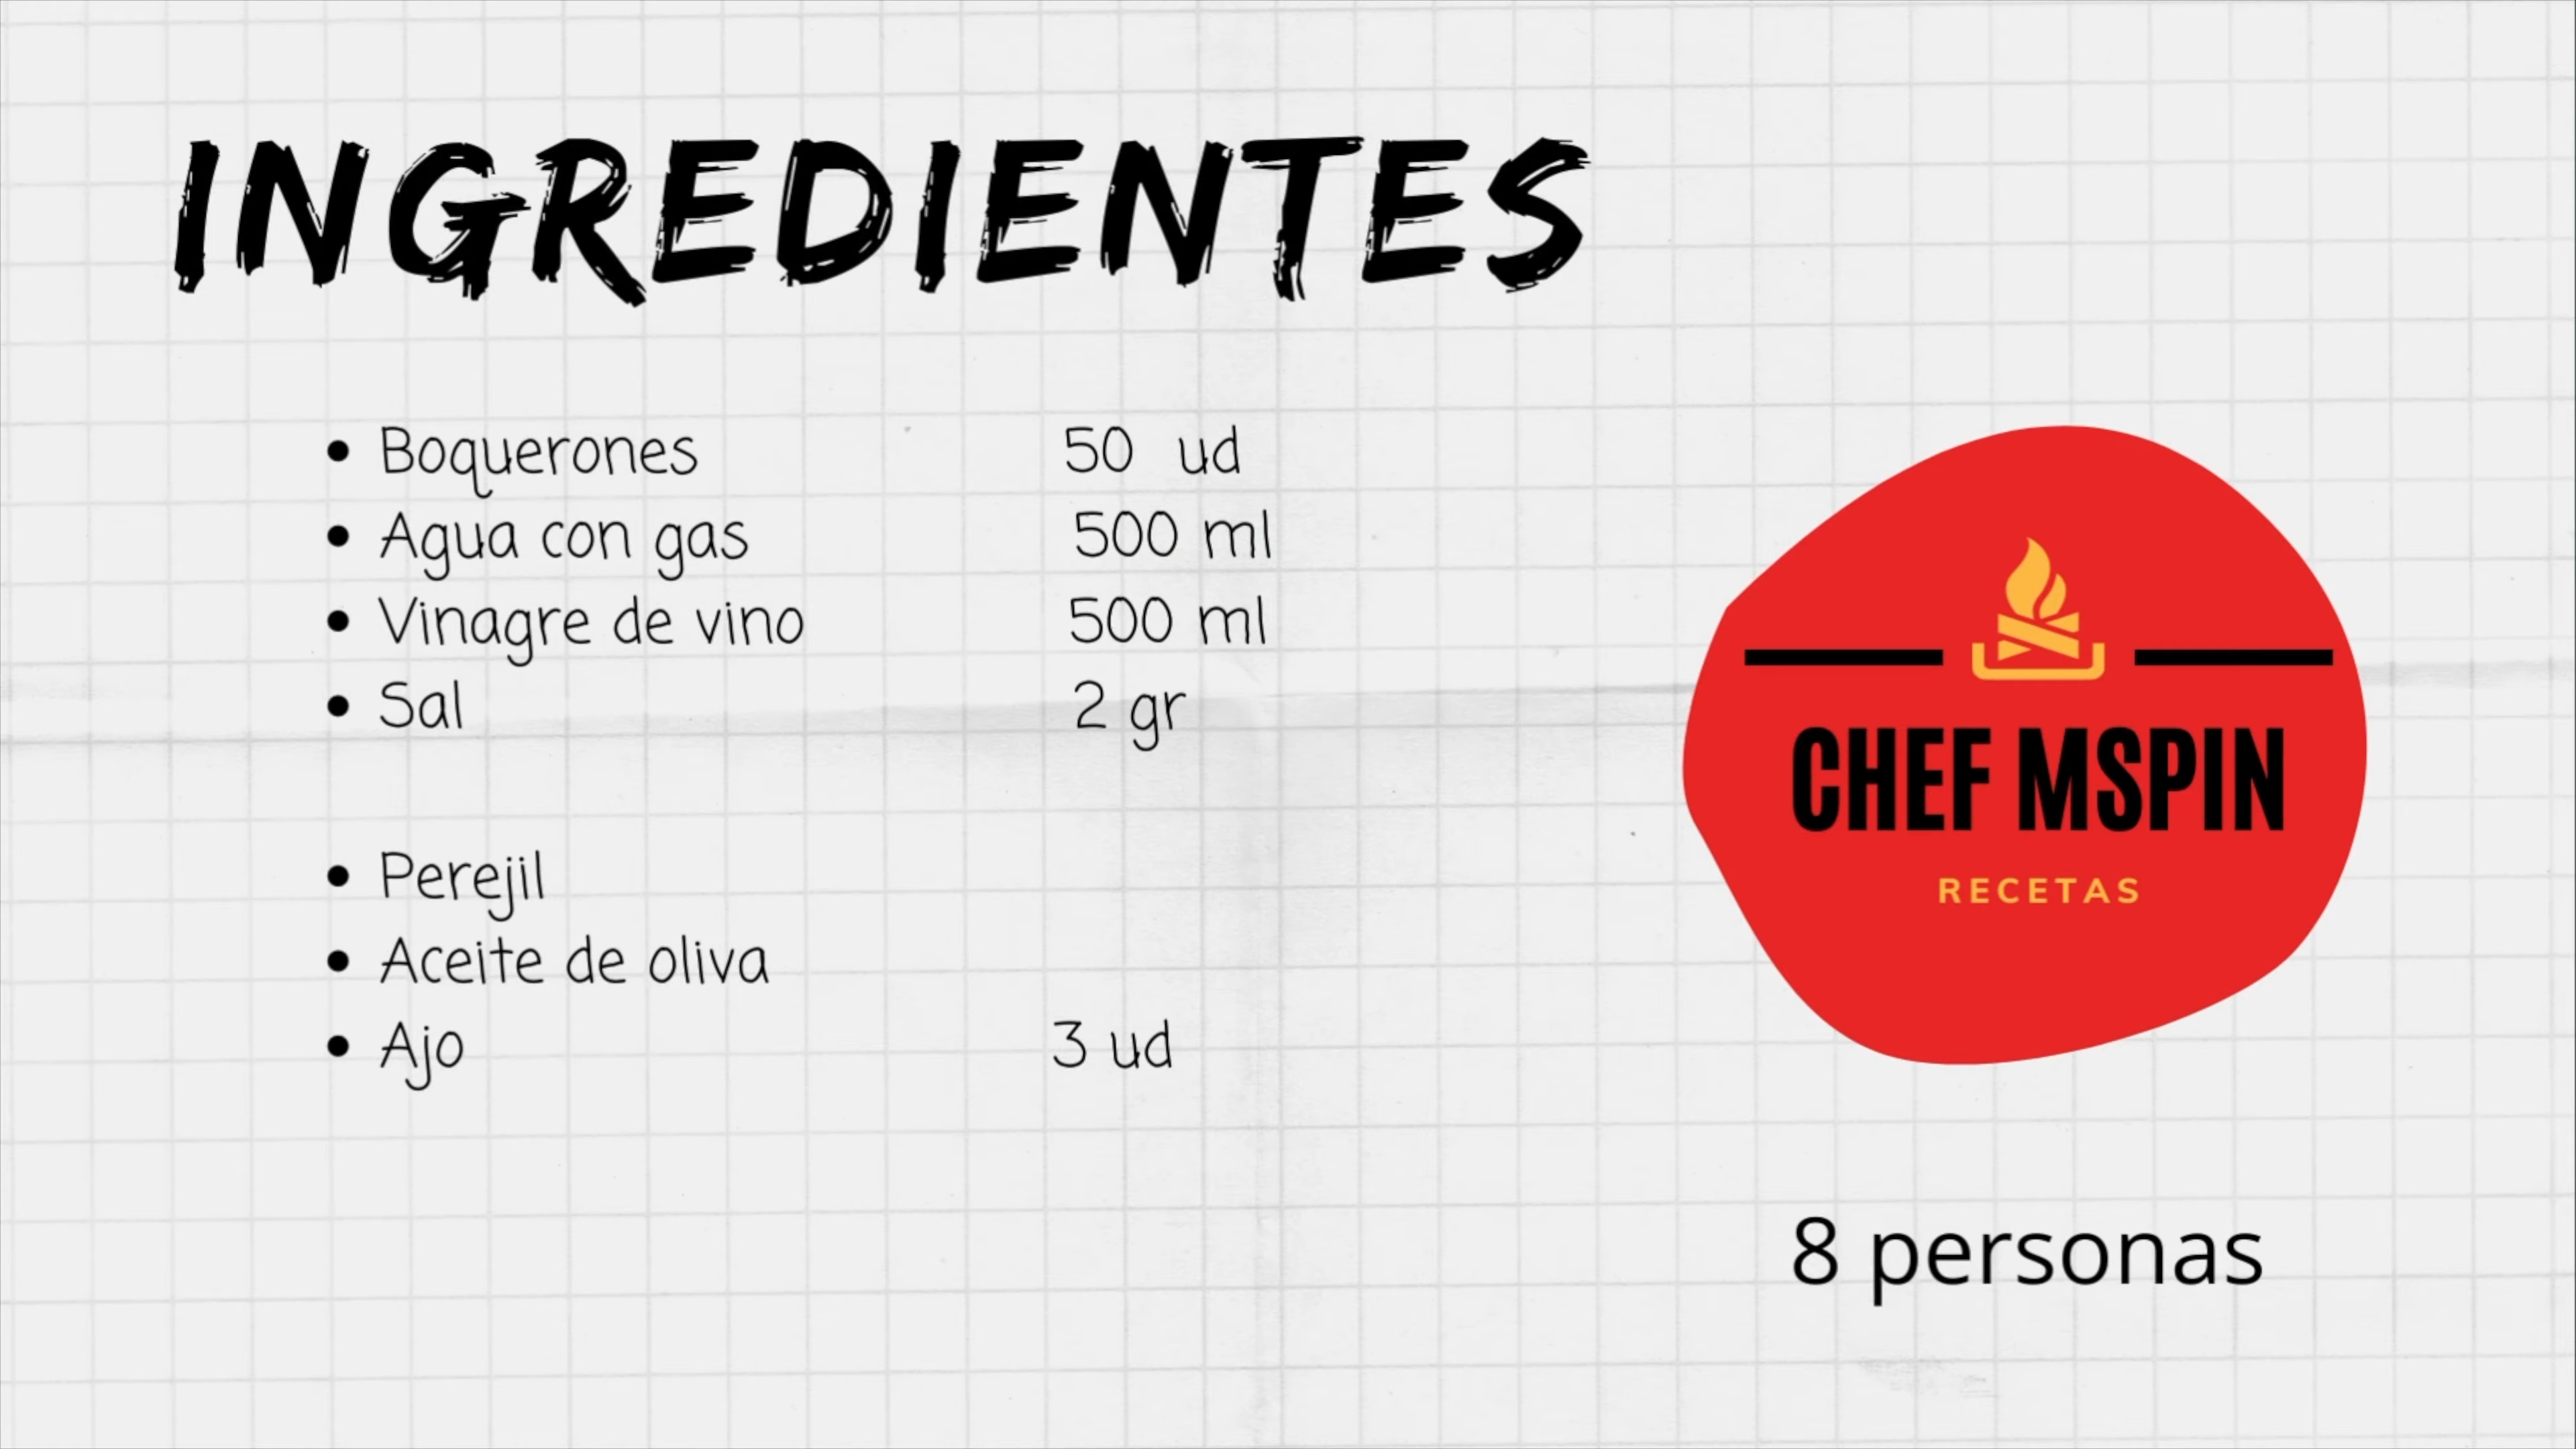 INGREDIENTES
Boquerones 50 ud
Agua con gas 500 ml
Vinagre de vino 500 ml
Sal 2 gr
Perejil
Aceite de oliva
Ajo 3 ud
CHEF MSPIN
RECETAS
8 personas